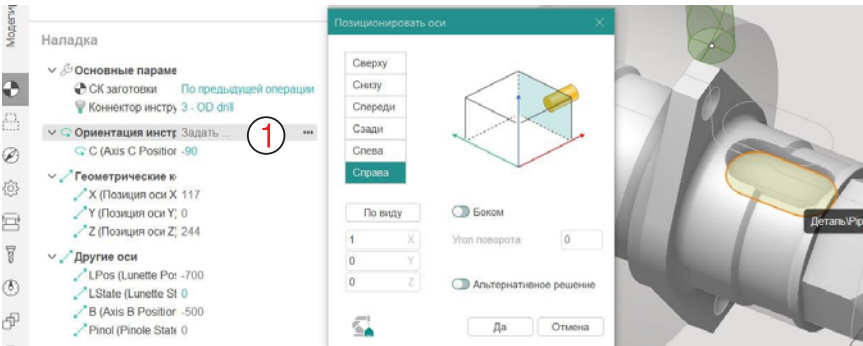 Модели
Наладка
Основные параме
СК заготовки По предыдущей операции
Коннектор инстру 3 - OD drill
Ориентация инстр Задать ... 1 •••
C (Axis C Position -90
Геометрические к
X (Позиция оси X 117
Y (Позиция оси Y] 0
Z (Позиция оси Z] 244
Другие оси
LPos (Lunette Po: -700
LState (Lunette St 0
B (Axis B Position -500
Pinol (Pinole State 0
Позиционировать оси
Сверху
Снизу
Спереди
Сзади
Слева
Справа
По виду
1 X
0 Y
0 Z
Боком
Угол поворота: 0
Альтернативное решение
Да Отмена
Деталь\Pip